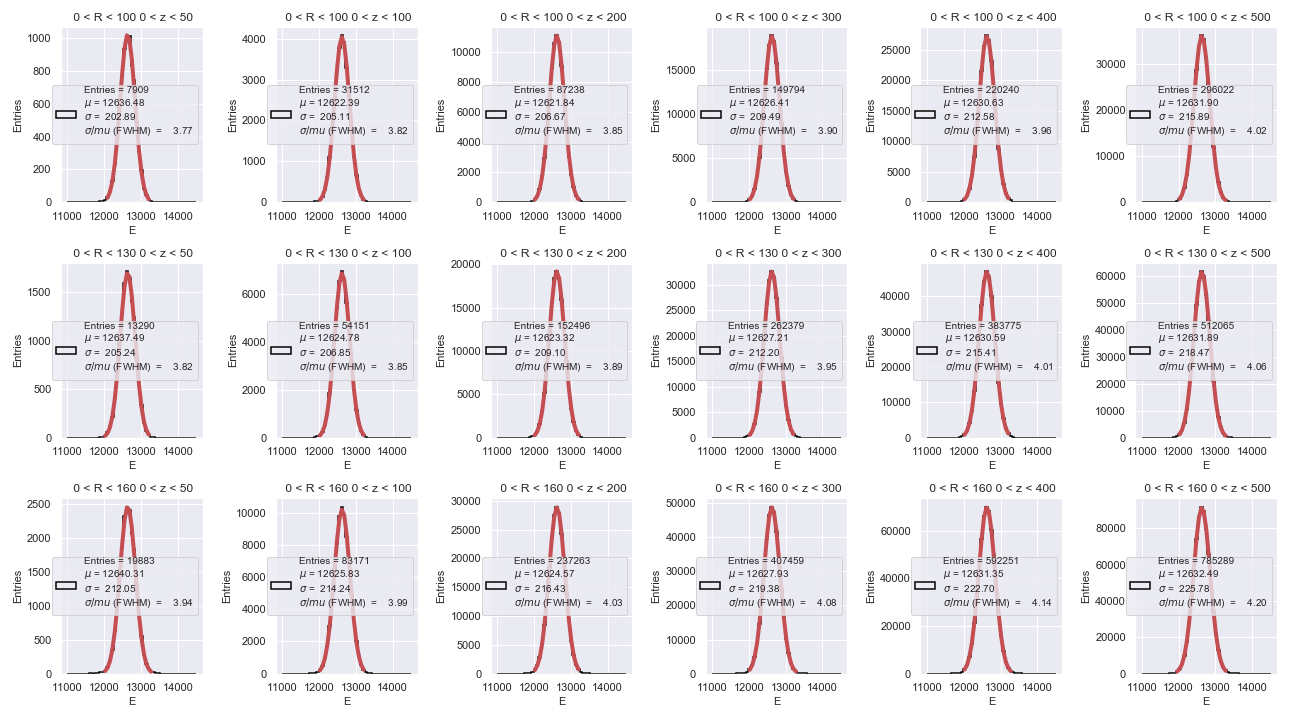 0 < R < 100 0 < z < 50
1000
800
600
400
200
0
Entries
Entries = 7909
μ = 12636.48
σ = 202.89
σ/mu (FWHM) = 3.77
11000 12000 13000 14000
E
0 < R < 100 0 < z < 100
4000
3000
2000
1000
0
Entries
Entries = 31512
μ = 12622.39
σ = 205.11
σ/mu (FWHM) = 3.82
11000 12000 13000 14000
E
0 < R < 100 0 < z < 200
10000
8000
6000
4000
2000
0
Entries
Entries = 87238
μ = 12621.84
σ = 206.67
σ/mu (FWHM) = 3.85
11000 12000 13000 14000
E
0 < R < 100 0 < z < 300
15000
10000
5000
0
Entries
Entries = 149794
μ = 12626.41
σ = 209.49
σ/mu (FWHM) = 3.90
11000 12000 13000 14000
E
0 < R < 100 0 < z < 400
25000
20000
15000
10000
5000
0
Entries
Entries = 220240
μ = 12630.63
σ = 212.58
σ/mu (FWHM) = 3.96
11000 12000 13000 14000
E
0 < R < 100 0 < z < 500
30000
20000
10000
0
Entries
Entries = 296022
μ = 12631.90
σ = 215.89
σ/mu (FWHM) = 4.02
11000 12000 13000 14000
E
0 < R < 130 0 < z < 50
1500
1000
500
0
Entries
Entries = 13290
μ = 12637.49
σ = 205.24
σ/mu (FWHM) = 3.82
11000 12000 13000 14000
E
0 < R < 130 0 < z < 100
6000
4000
2000
0
Entries
Entries = 54151
μ = 12624.78
σ = 206.85
σ/mu (FWHM) = 3.85
11000 12000 13000 14000
E
0 < R < 130 0 < z < 200
20000
15000
10000
5000
0
Entries
Entries = 152496
μ = 12623.32
σ = 209.10
σ/mu (FWHM) = 3.89
11000 12000 13000 14000
E
0 < R < 130 0 < z < 300
30000
25000
20000
15000
10000
5000
0
Entries
Entries = 262379
μ = 12627.21
σ = 212.20
σ/mu (FWHM) = 3.95
11000 12000 13000 14000
E
0 < R < 130 0 < z < 400
40000
30000
20000
10000
0
Entries
Entries = 383775
μ = 12630.59
σ = 215.41
σ/mu (FWHM) = 4.01
11000 12000 13000 14000
E
0 < R < 130 0 < z < 500
60000
50000
40000
30000
20000
10000
0
Entries
Entries = 512065
μ = 12631.89
σ = 218.47
σ/mu (FWHM) = 4.06
11000 12000 13000 14000
E
0 < R < 160 0 < z < 50
2500
2000
1500
1000
500
0
Entries
Entries = 19883
μ = 12640.31
σ = 212.05
σ/mu (FWHM) = 3.94
11000 12000 13000 14000
E
0 < R < 160 0 < z < 100
10000
8000
6000
4000
2000
0
Entries
Entries = 83171
μ = 12625.83
σ = 214.24
σ/mu (FWHM) = 3.99
11000 12000 13000 14000
E
0 < R < 160 0 < z < 200
30000
25000
20000
15000
10000
5000
0
Entries
Entries = 237263
μ = 12624.57
σ = 216.43
σ/mu (FWHM) = 4.03
11000 12000 13000 14000
E
0 < R < 160 0 < z < 300
50000
40000
30000
20000
10000
0
Entries
Entries = 407459
μ = 12627.93
σ = 219.38
σ/mu (FWHM) = 4.08
11000 12000 13000 14000
E
0 < R < 160 0 < z < 400
60000
40000
20000
0
Entries
Entries = 592251
μ = 12631.35
σ = 222.70
σ/mu (FWHM) = 4.14
11000 12000 13000 14000
E
0 < R < 160 0 < z < 500
80000
60000
40000
20000
0
Entries
Entries = 785289
μ = 12632.49
σ = 225.78
σ/mu (FWHM) = 4.20
11000 12000 13000 14000
E